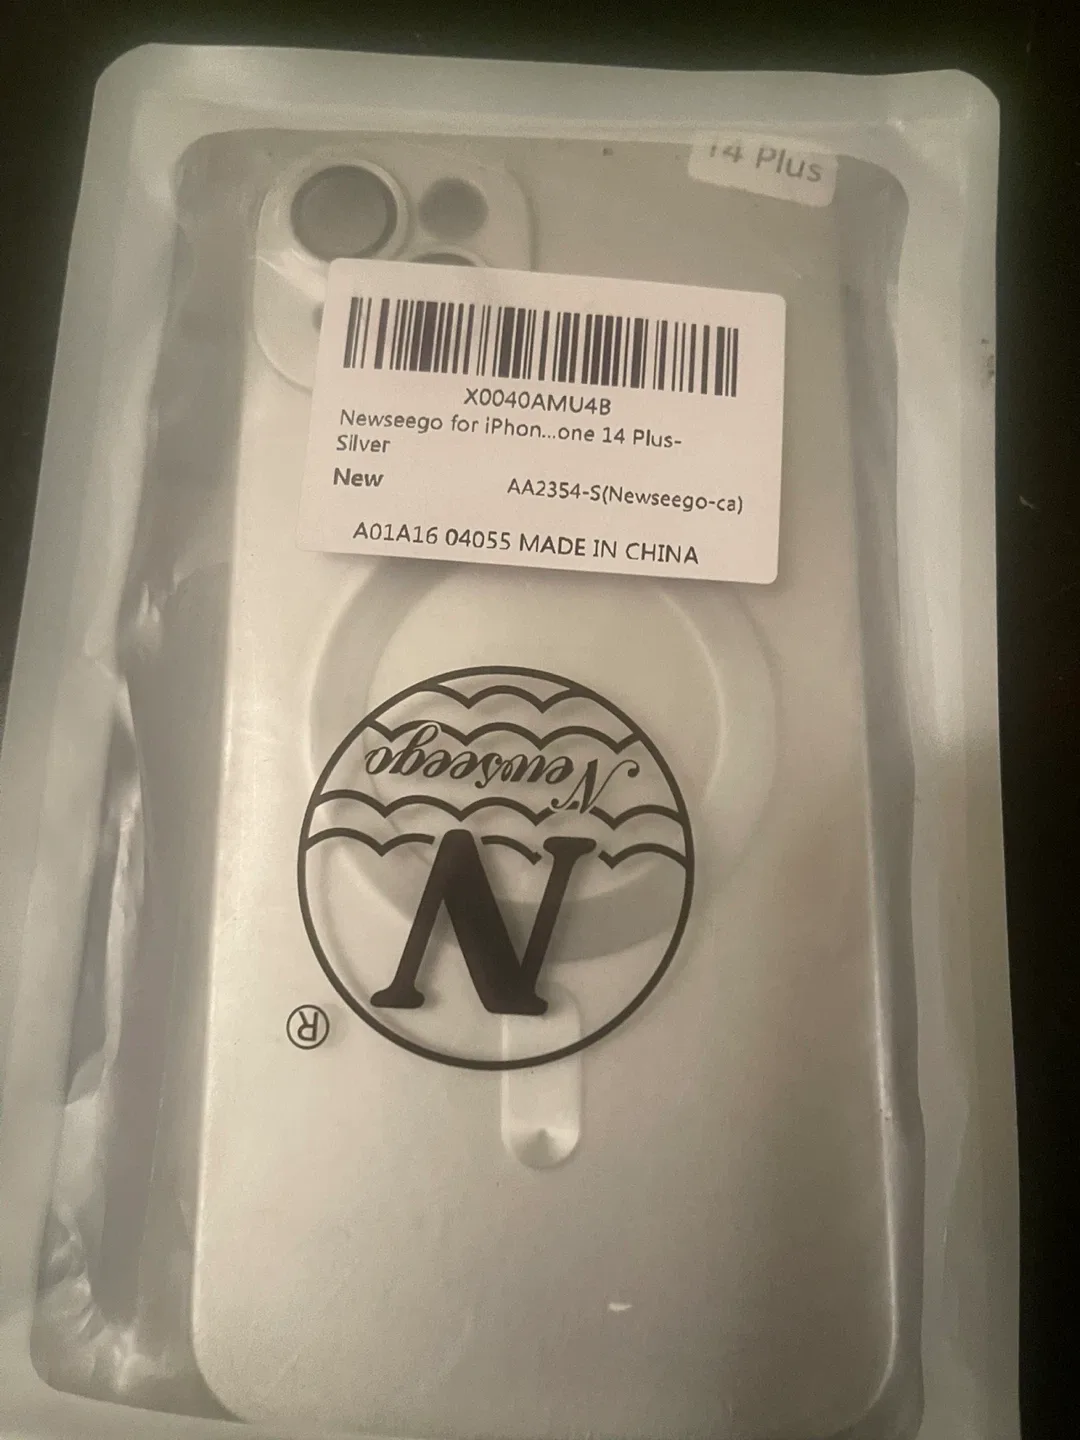 14 Plus
X0040AMU4B
Newseego for iPhon...one 14 Plus-
Silver
New AA2354-S(Newseego-ca)
A01A16 04055 MADE IN CHINA
Newseego
N
®